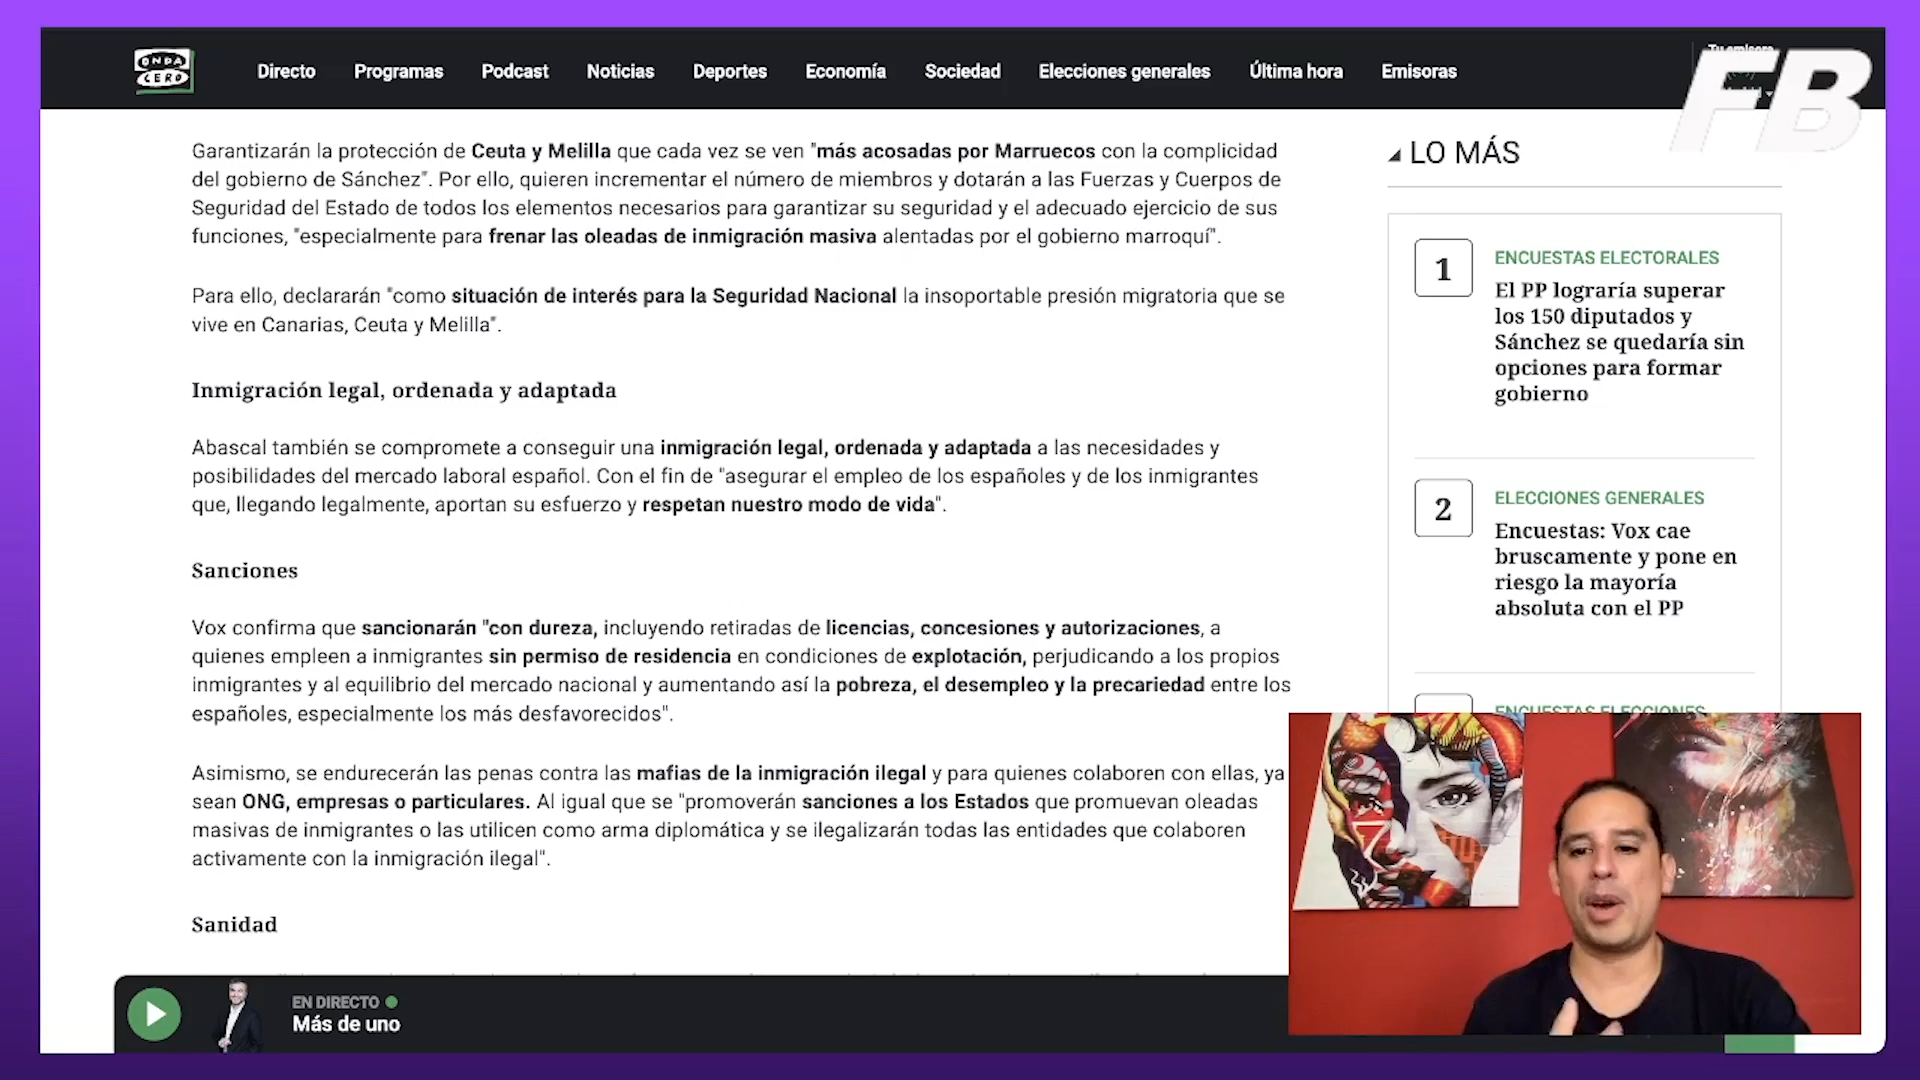 ONDA
CERO
Directo
Programas
Podcast
Noticias
Deportes
Economía
Sociedad
Elecciones generales
Última hora
Emisoras
Tu emisora
FB
Garantizarán la protección de Ceuta y Melilla que cada vez se ven "más acosadas por Marruecos con la complicidad
del gobierno de Sánchez". Por ello, quieren incrementar el número de miembros y dotarán a las Fuerzas y Cuerpos de
Seguridad del Estado de todos los elementos necesarios para garantizar su seguridad y el adecuado ejercicio de sus
funciones, "especialmente para frenar las oleadas de inmigración masiva alentadas por el gobierno marroquí".
Para ello, declararán "como situación de interés para la Seguridad Nacional la insoportable presión migratoria que se
vive en Canarias, Ceuta y Melilla".
Inmigración legal, ordenada y adaptada
Abascal también se compromete a conseguir una inmigración legal, ordenada y adaptada a las necesidades y
posibilidades del mercado laboral español. Con el fin de "asegurar el empleo de los españoles y de los inmigrantes
que, llegando legalmente, aportan su esfuerzo y respetan nuestro modo de vida".
Sanciones
Vox confirma que sancionarán "con dureza, incluyendo retiradas de licencias, concesiones y autorizaciones, a
quienes empleen a inmigrantes sin permiso de residencia en condiciones de explotación, perjudicando a los propios
inmigrantes y al equilibrio del mercado nacional y aumentando así la pobreza, el desempleo y la precariedad entre los
españoles, especialmente los más desfavorecidos".
Asimismo, se endurecerán las penas contra las mafias de la inmigración ilegal y para quienes colaboren con ellas, ya
sean ONG, empresas o particulares. Al igual que se "promoverán sanciones a los Estados que promuevan oleadas
masivas de inmigrantes o las utilicen como arma diplomática y se ilegalizarán todas las entidades que colaboren
activamente con la inmigración ilegal".
Sanidad
LO MÁS
1
ENCUESTAS ELECTORALES
El PP lograría superar
los 150 diputados y
Sánchez se quedaría sin
opciones para formar
gobierno
2
ELECCIONES GENERALES
Encuestas: Vox cae
bruscamente y pone en
riesgo la mayoría
absoluta con el PP
ENCUESTAS ELECCIONES
EN DIRECTO
Más de uno